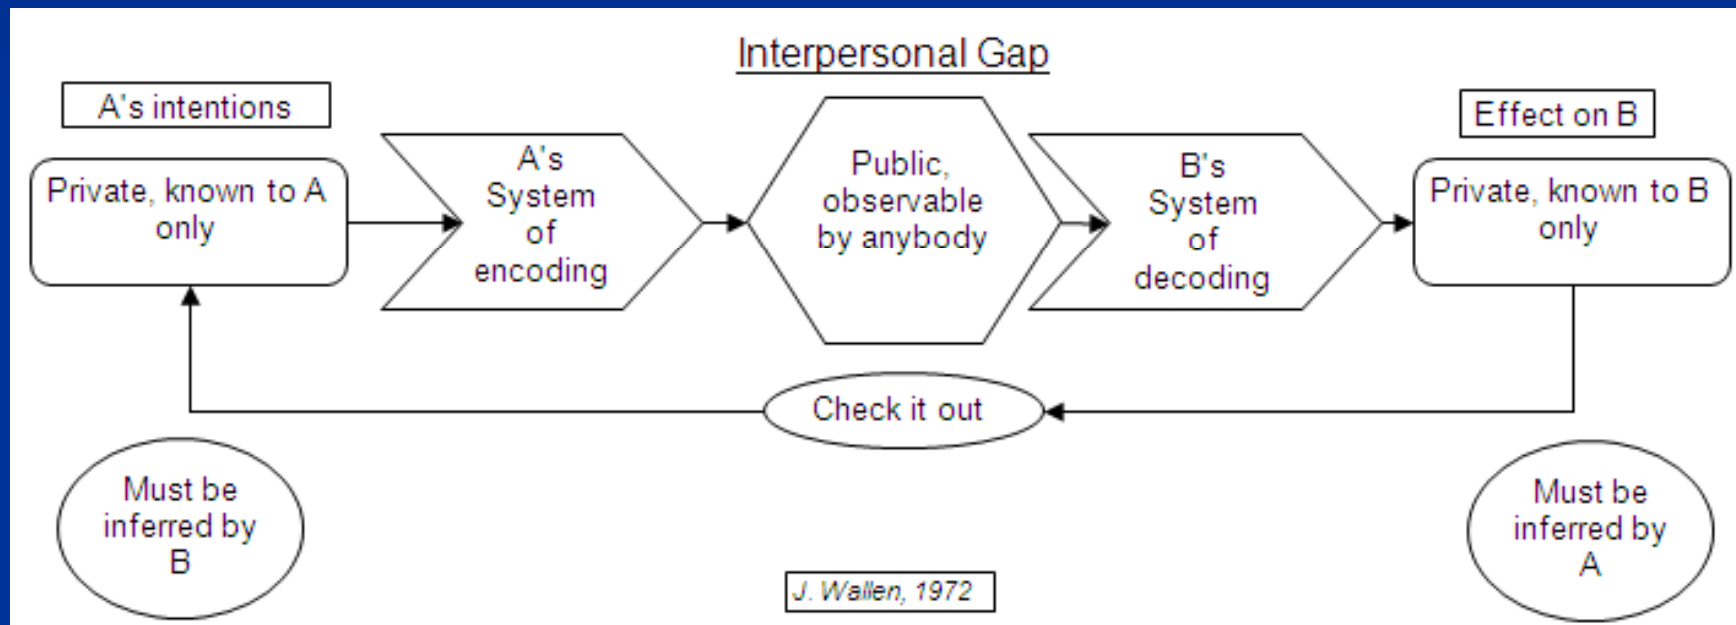 Interpersonal Gap
A's intentions
Effect on B
Private, known to A
only
A's
System
of
encoding
Public,
observable
by anybody
B's
System
of
decoding
Private, known to B
only
Check it out
Must be
inferred by
B
Must be
inferred by
A
J. Wallen, 1972